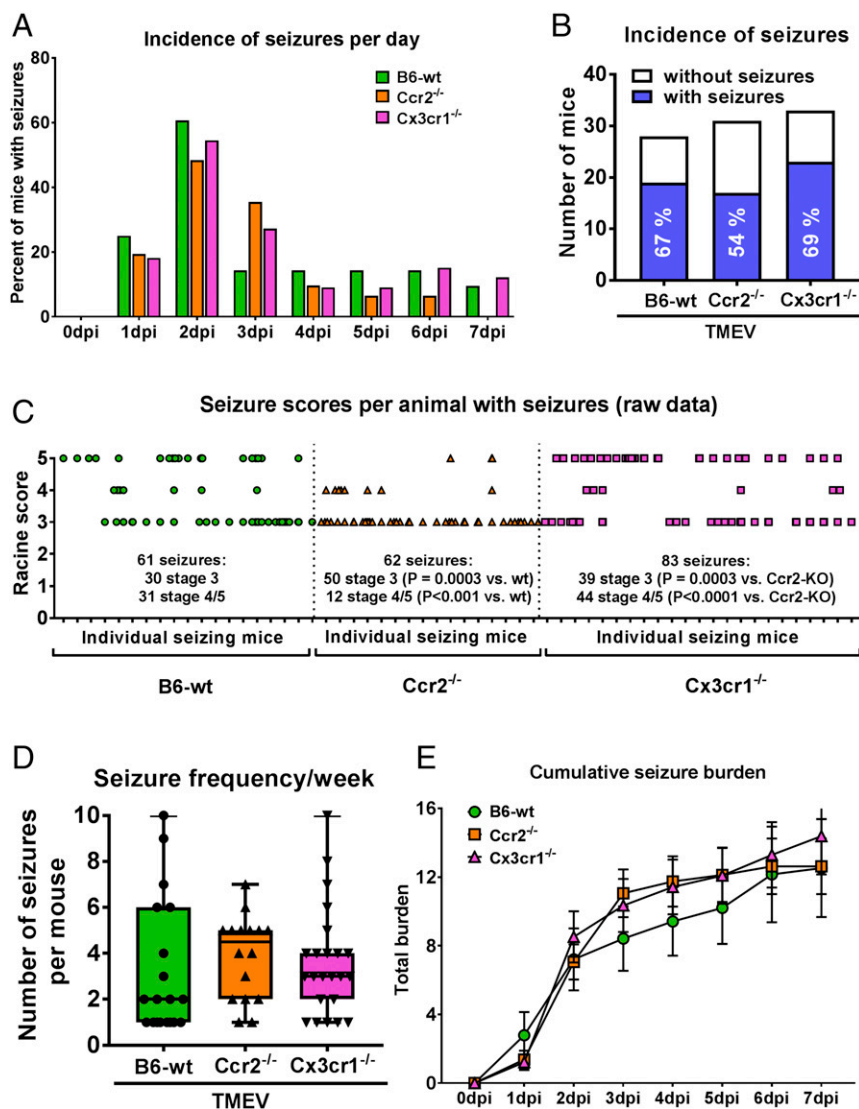 A
Incidence of seizures per day
B6-wt
Ccr2-/-
Cx3cr1-/-
Percent of mice with seizures
80
60
40
20
0
0dpi 1dpi 2dpi 3dpi 4dpi 5dpi 6dpi 7dpi
B
Incidence of seizures
without seizures
with seizures
Number of mice
40
30
20
10
0
67 % 54 % 69 %
B6-wt Ccr2-/- Cx3cr1-/-
TMEV
C
Seizure scores per animal with seizures (raw data)
Racine score
5
4
3
2
1
0
61 seizures:
30 stage 3
31 stage 4/5
62 seizures:
50 stage 3 (P = 0.0003 vs. wt)
12 stage 4/5 (P<0.001 vs. wt)
83 seizures:
39 stage 3 (P = 0.0003 vs. Ccr2-KO)
44 stage 4/5 (P<0.0001 vs. Ccr2-KO)
Individual seizing mice Individual seizing mice Individual seizing mice
B6-wt Ccr2-/- Cx3cr1-/-
D
Seizure frequency/week
Number of seizures
per mouse
10
8
6
4
2
0
B6-wt Ccr2-/- Cx3cr1-/-
TMEV
E
Cumulative seizure burden
B6-wt
Ccr2-/-
Cx3cr1-/-
Total burden
16
12
8
4
0
0dpi 1dpi 2dpi 3dpi 4dpi 5dpi 6dpi 7dpi